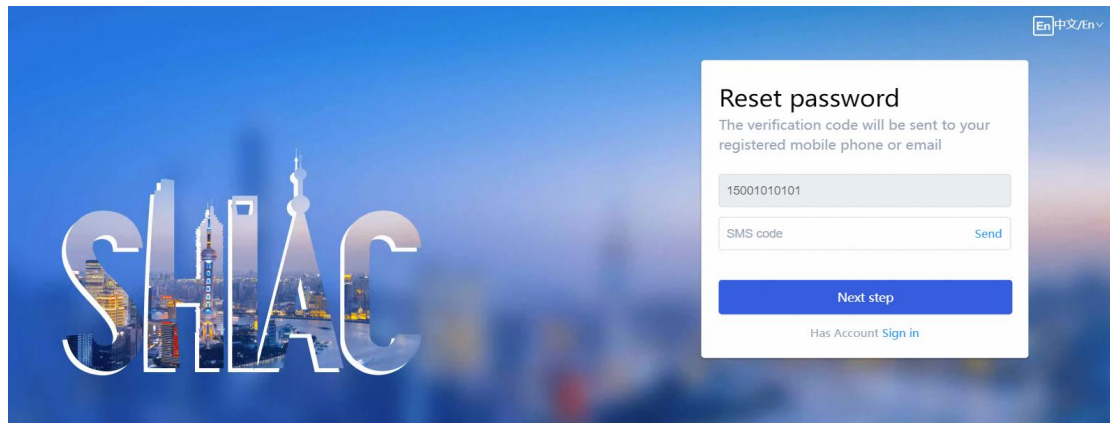 En 中文/En
Reset password
The verification code will be sent to your
registered mobile phone or email
15001010101
SMS code Send
Next step
Has Account Sign in
SHIAC